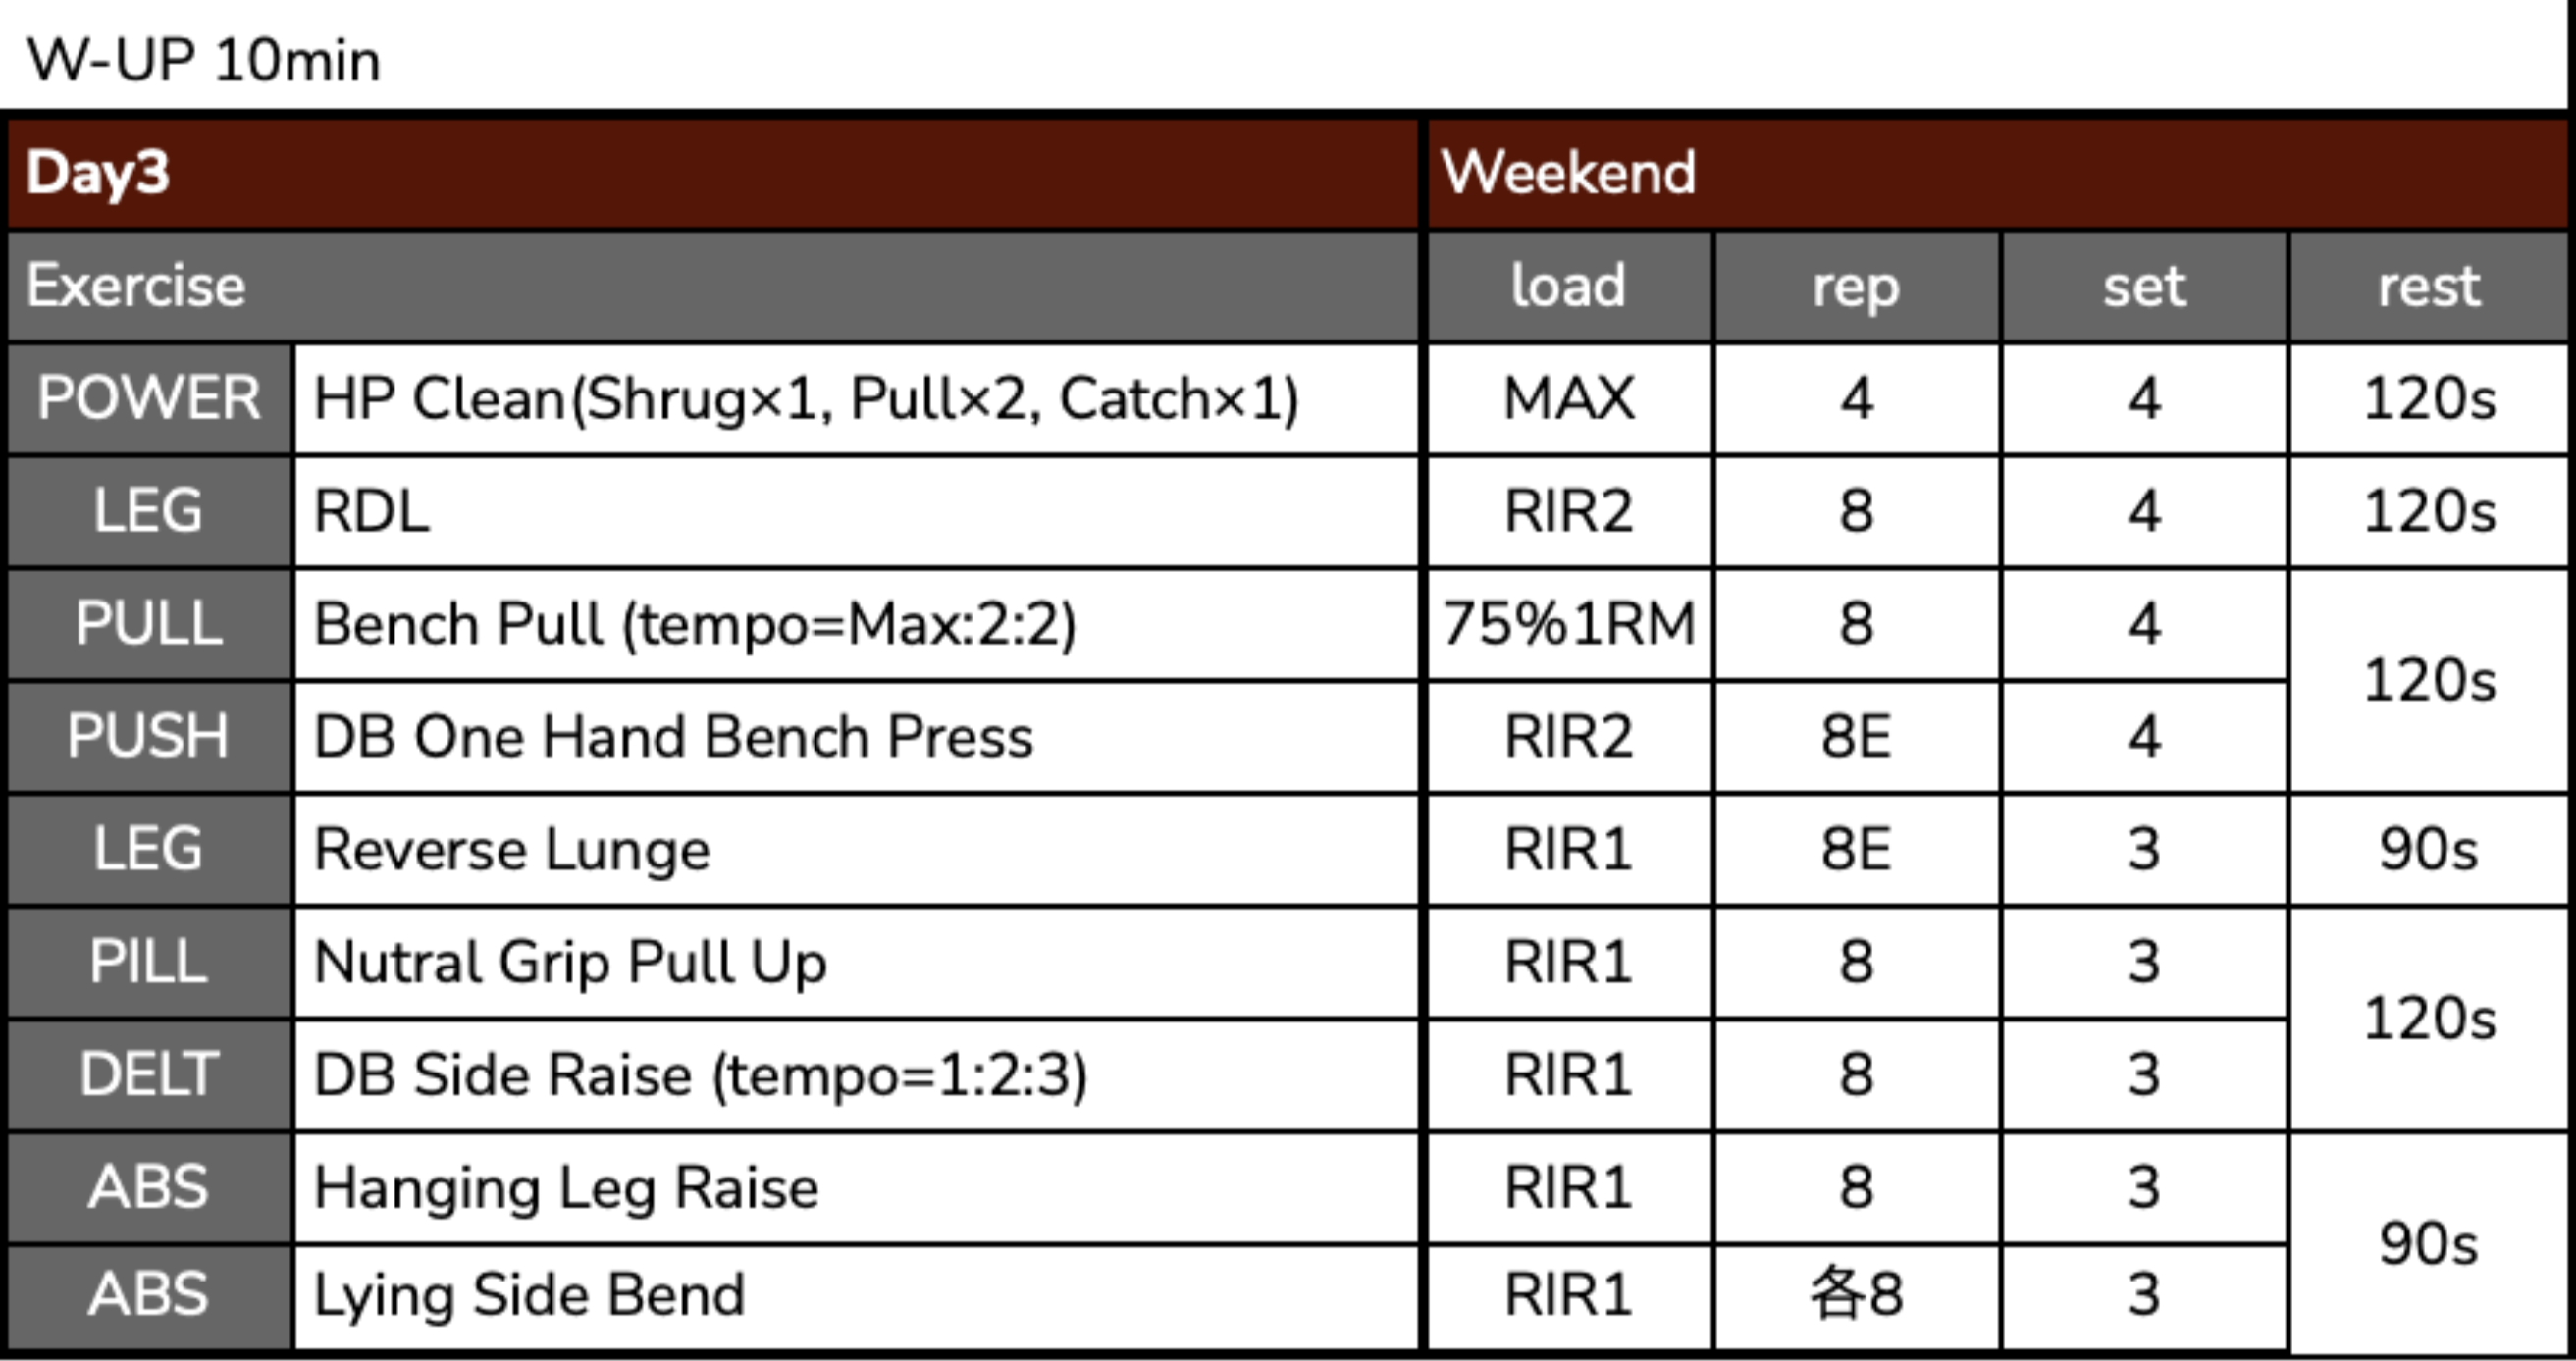 W-UP 10min
Day3 Weekend
Exercise load rep set rest
POWER HP Clean(Shrug×1, Pull×2, Catch×1) MAX 4 4 120s
LEG RDL RIR2 8 4 120s
PULL Bench Pull (tempo=Max:2:2) 75%1RM 8 4 120s
PUSH DB One Hand Bench Press RIR2 8E 4
LEG Reverse Lunge RIR1 8E 3 90s
PILL Nutral Grip Pull Up RIR1 8 3 120s
DELT DB Side Raise (tempo=1:2:3) RIR1 8 3
ABS Hanging Leg Raise RIR1 8 3 90s
ABS Lying Side Bend RIR1 各8 3